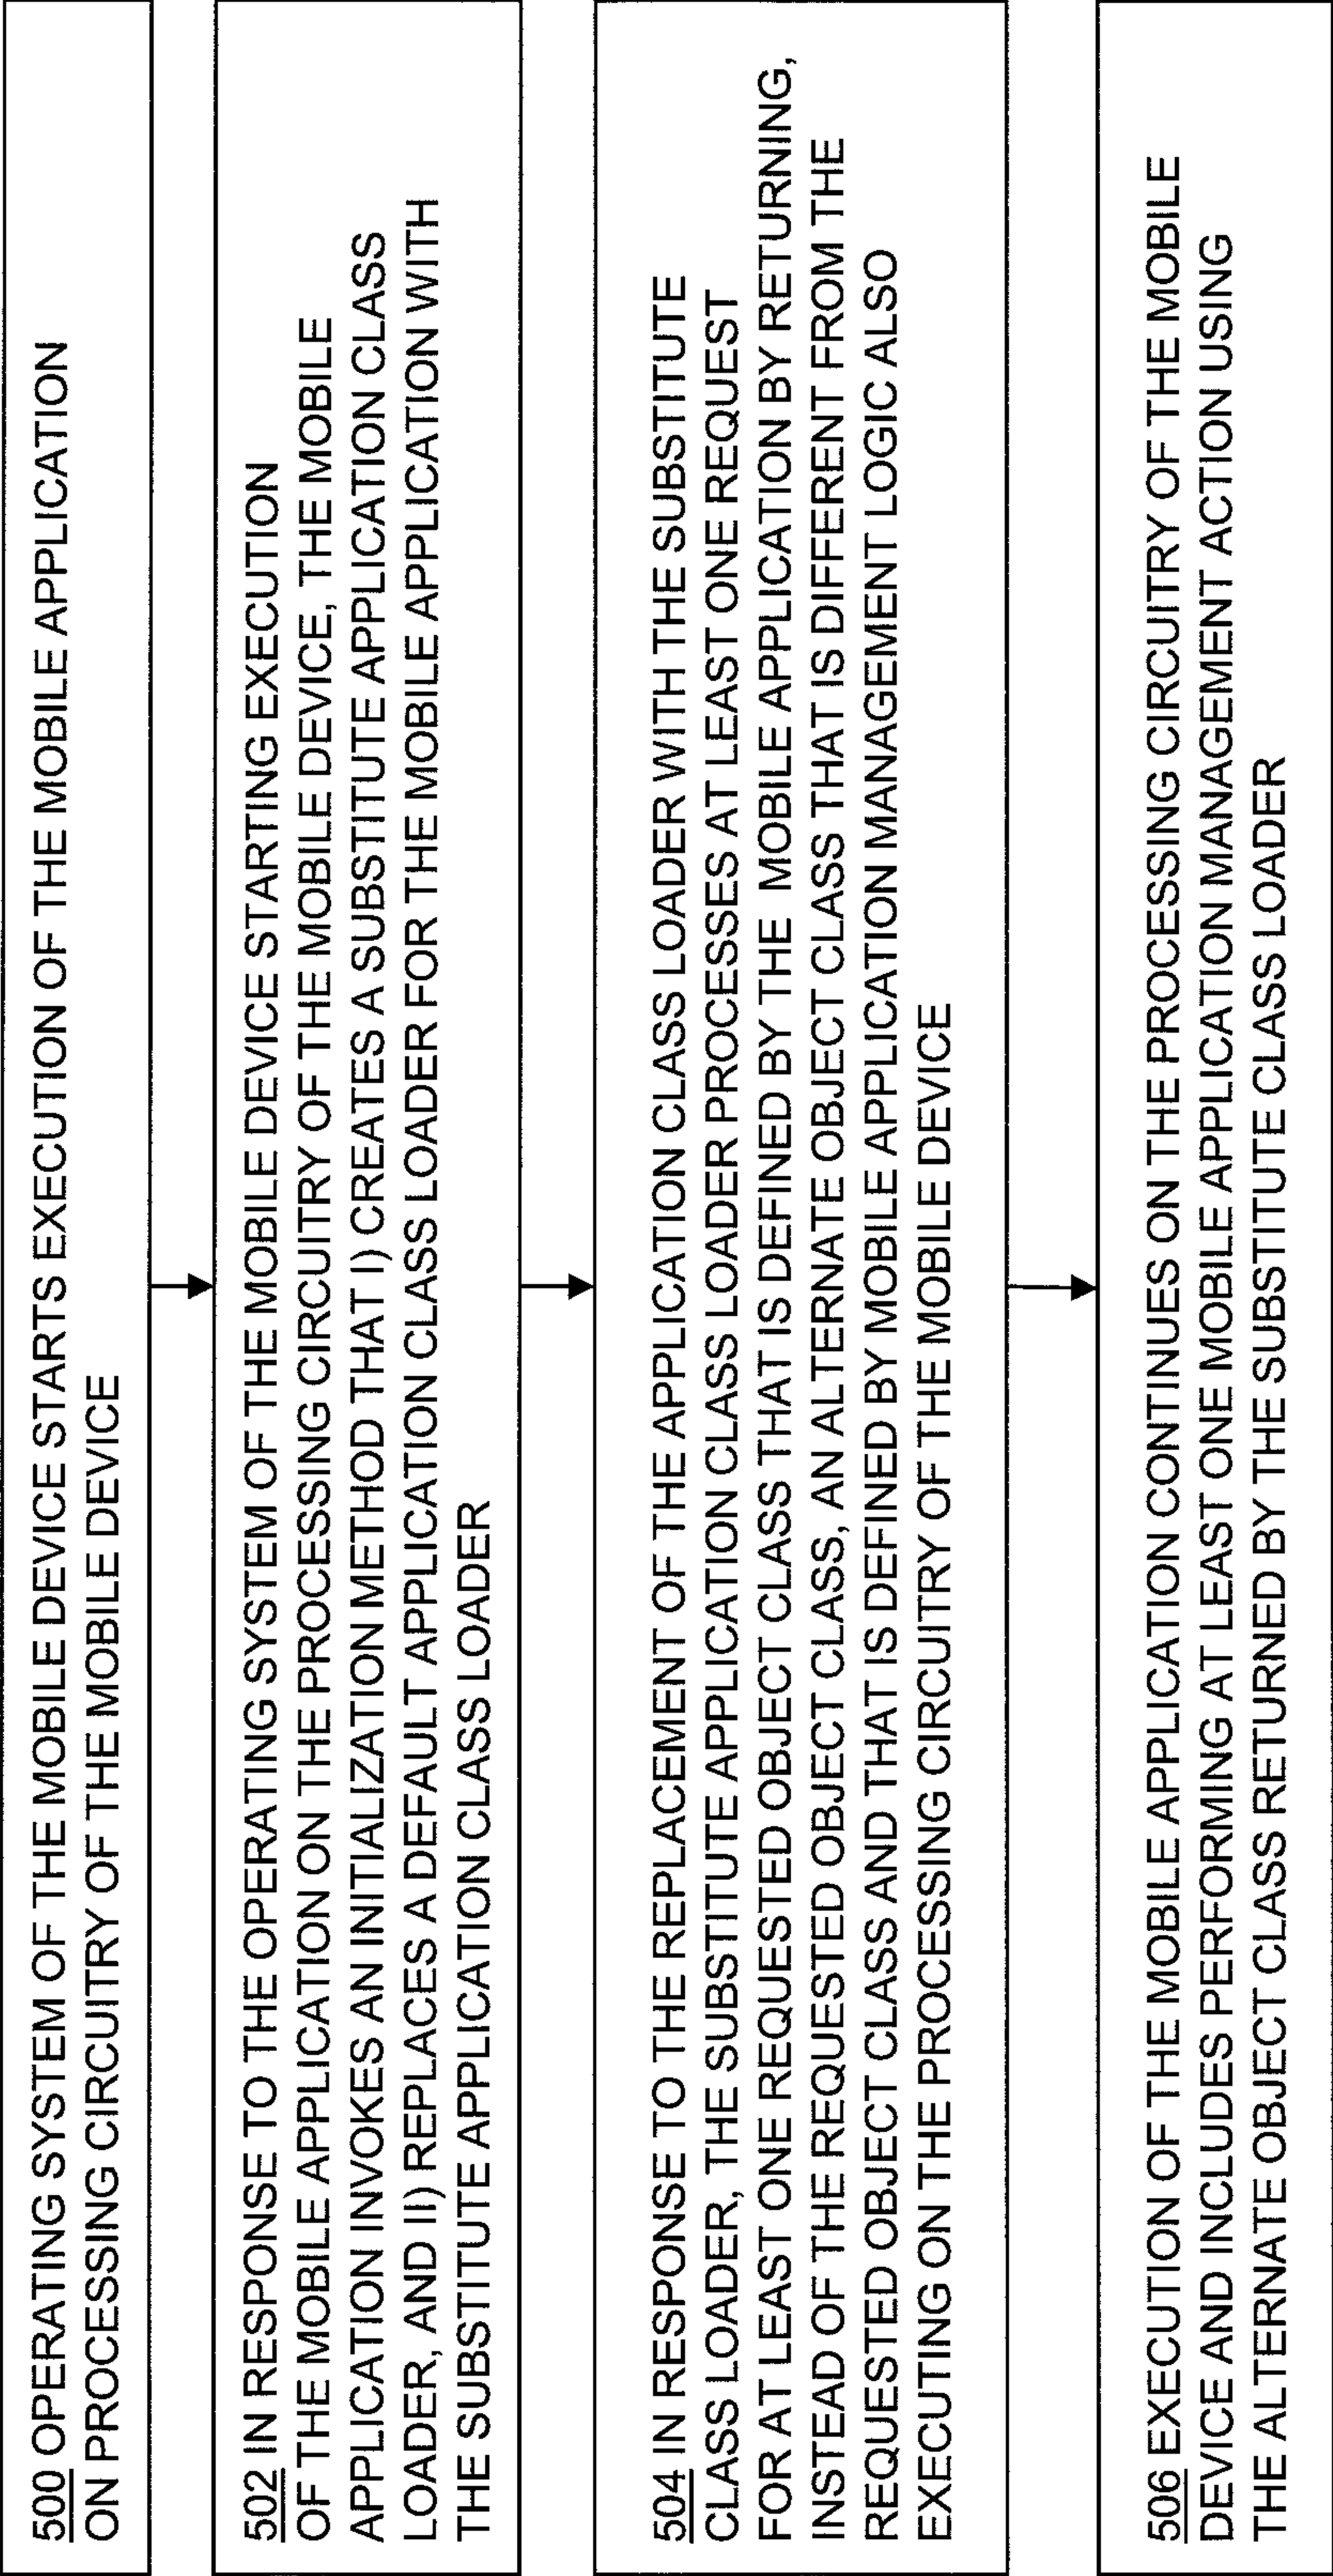 500 OPERATING SYSTEM OF THE MOBILE DEVICE STARTS EXECUTION OF THE MOBILE APPLICATION
ON PROCESSING CIRCUITRY OF THE MOBILE DEVICE
502 IN RESPONSE TO THE OPERATING SYSTEM OF THE MOBILE DEVICE STARTING EXECUTION
OF THE MOBILE APPLICATION ON THE PROCESSING CIRCUITRY OF THE MOBILE DEVICE, THE MOBILE
APPLICATION INVOKES AN INITIALIZATION METHOD THAT I) CREATES A SUBSTITUTE APPLICATION CLASS
LOADER, AND II) REPLACES A DEFAULT APPLICATION CLASS LOADER FOR THE MOBILE APPLICATION WITH
THE SUBSTITUTE APPLICATION CLASS LOADER
504 IN RESPONSE TO THE REPLACEMENT OF THE APPLICATION CLASS LOADER WITH THE SUBSTITUTE
CLASS LOADER, THE SUBSTITUTE APPLICATION CLASS LOADER PROCESSES AT LEAST ONE REQUEST
FOR AT LEAST ONE REQUESTED OBJECT CLASS THAT IS DEFINED BY THE MOBILE APPLICATION BY RETURNING,
INSTEAD OF THE REQUESTED OBJECT CLASS, AN ALTERNATE OBJECT CLASS THAT IS DIFFERENT FROM THE
REQUESTED OBJECT CLASS AND THAT IS DEFINED BY MOBILE APPLICATION MANAGEMENT LOGIC ALSO
EXECUTING ON THE PROCESSING CIRCUITRY OF THE MOBILE DEVICE
506 EXECUTION OF THE MOBILE APPLICATION CONTINUES ON THE PROCESSING CIRCUITRY OF THE MOBILE
DEVICE AND INCLUDES PERFORMING AT LEAST ONE MOBILE APPLICATION MANAGEMENT ACTION USING
THE ALTERNATE OBJECT CLASS RETURNED BY THE SUBSTITUTE CLASS LOADER